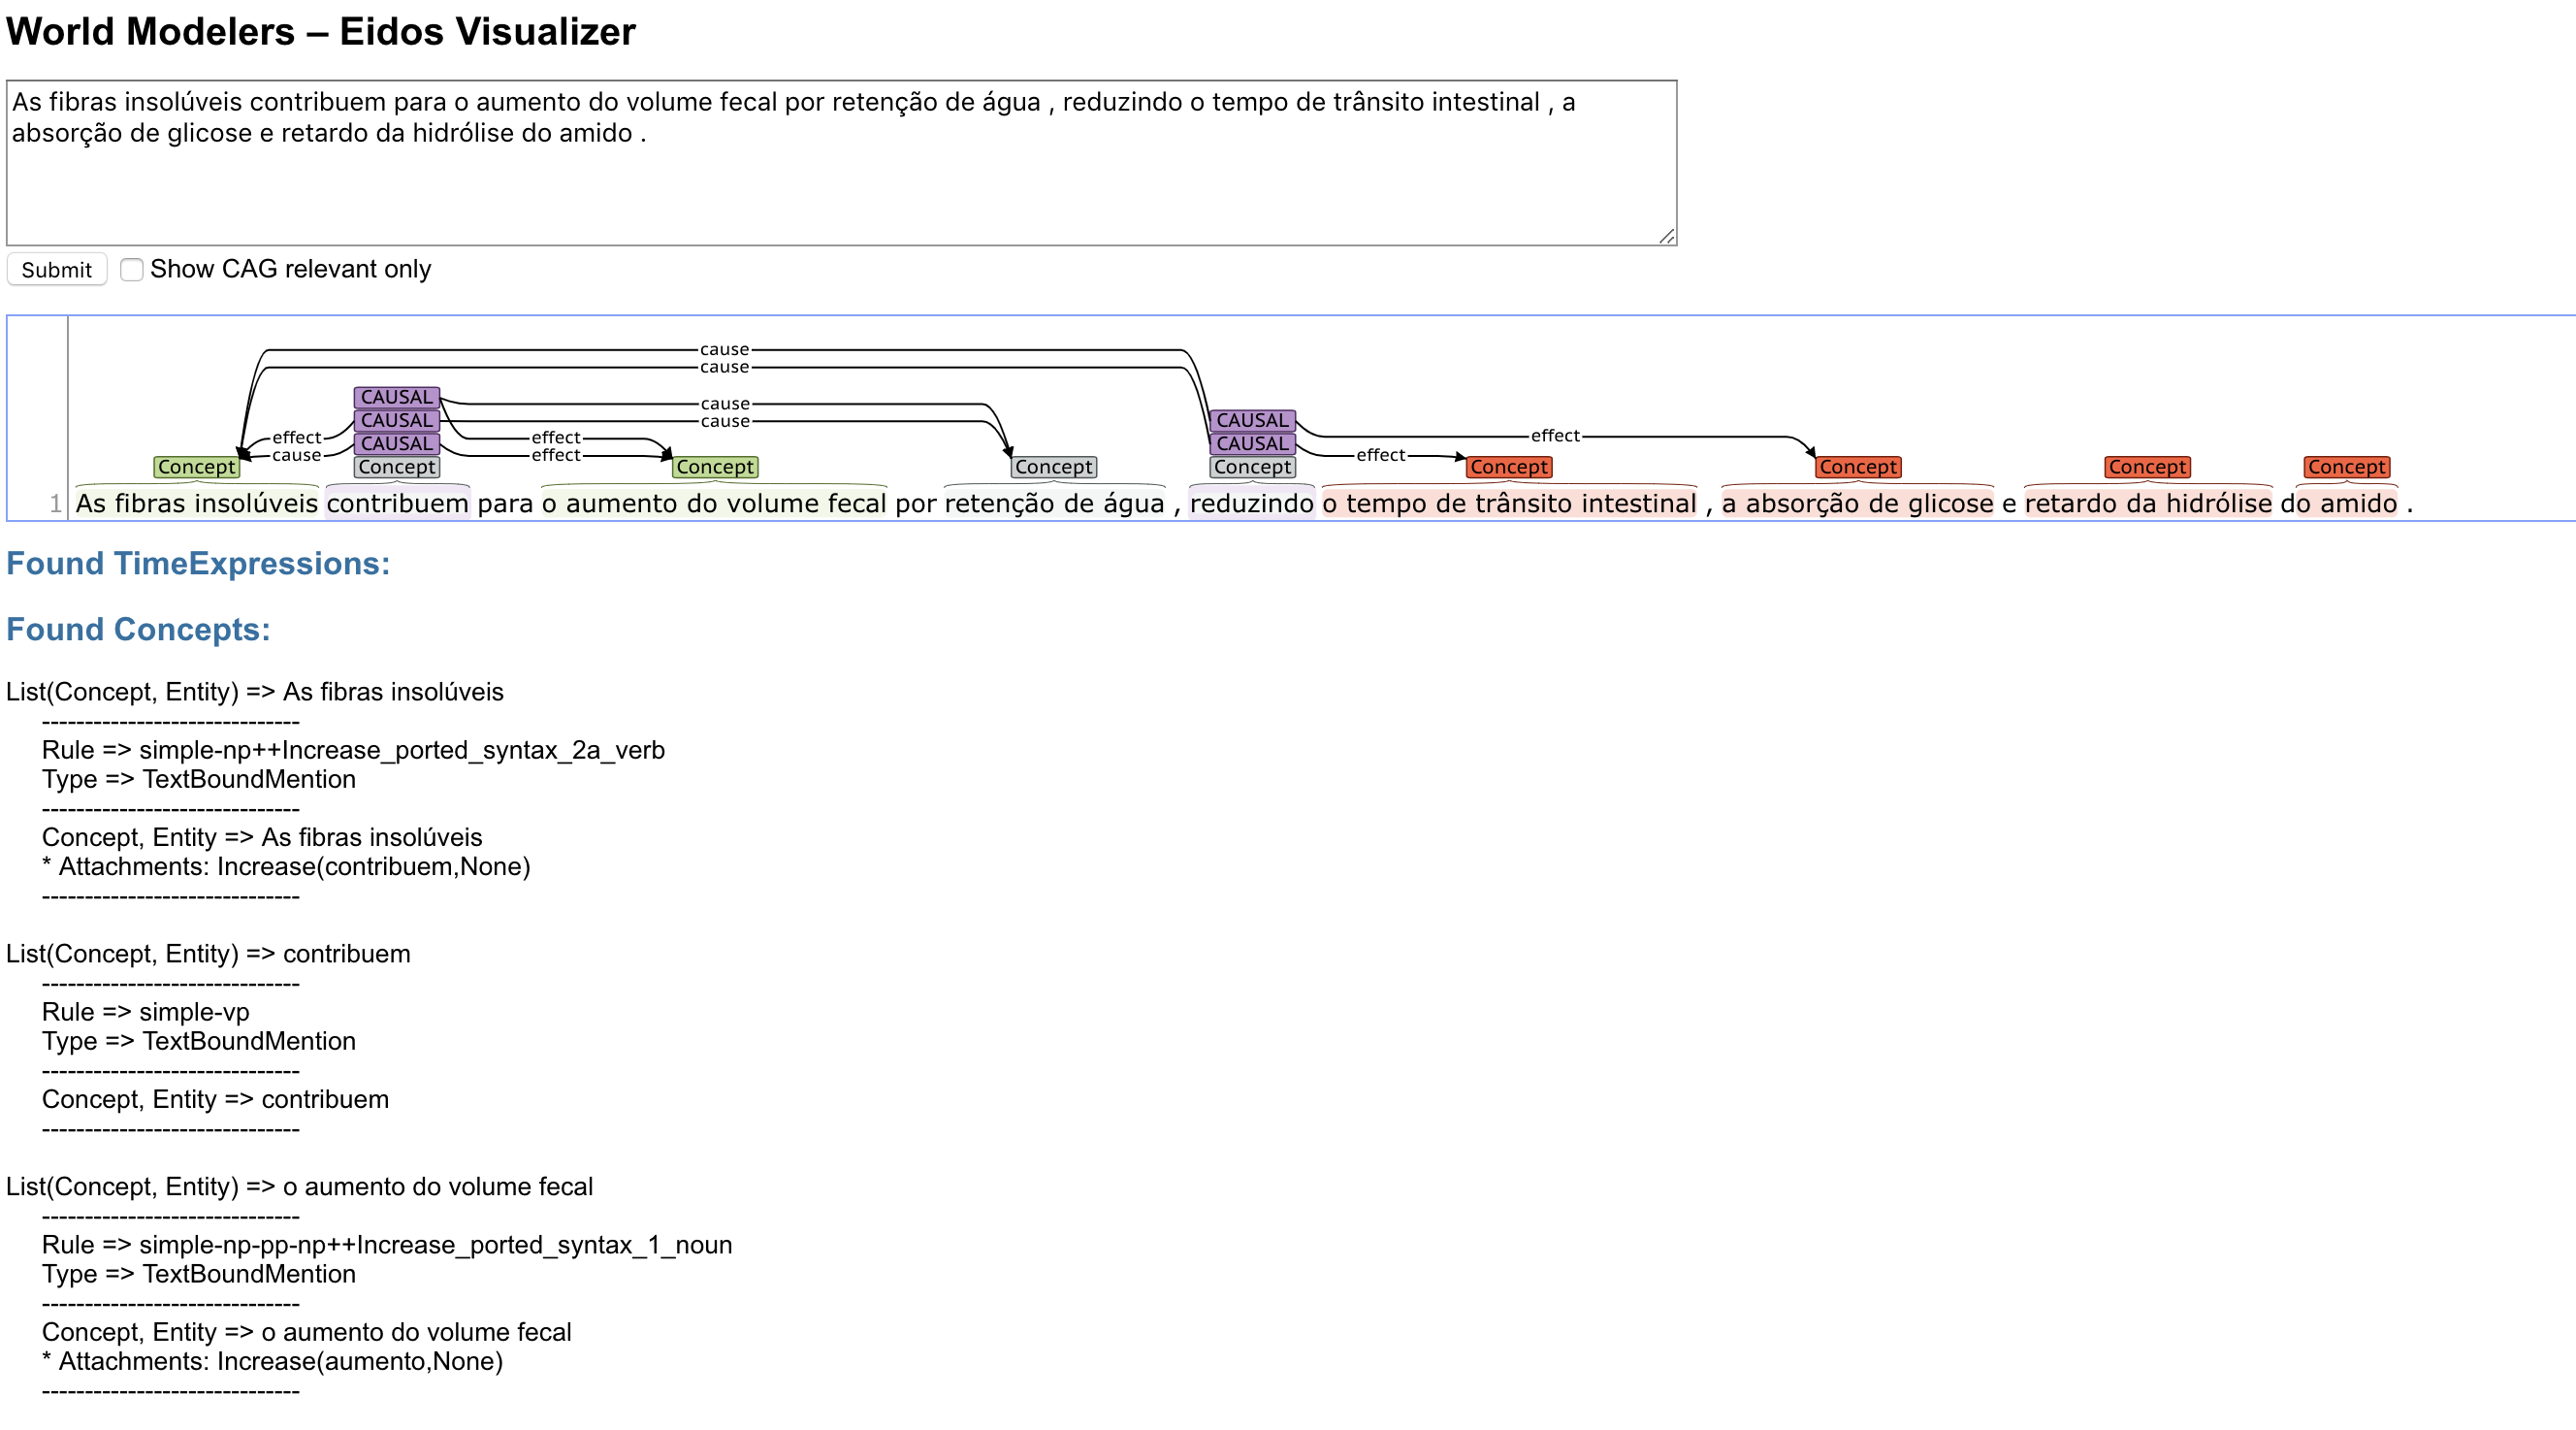 World Modelers – Eidos Visualizer
As fibras insolúveis contribuem para o aumento do volume fecal por retenção de água , reduzindo o tempo de trânsito intestinal , a
absorção de glicose e retardo da hidrólise do amido .
Submit Show CAG relevant only
cause
cause
CAUSAL cause
CAUSAL cause CAUSAL
effect CAUSAL effect CAUSAL effect
cause effect effect
Concept Concept Concept Concept Concept Concept Concept Concept Concept
1 As fibras insolúveis contribuem para o aumento do volume fecal por retenção de água , reduzindo o tempo de trânsito intestinal , a absorção de glicose e retardo da hidrólise do amido .
Found TimeExpressions:
Found Concepts:
List(Concept, Entity) => As fibras insolúveis
------------------------------
Rule => simple-np++Increase_ported_syntax_2a_verb
Type => TextBoundMention
------------------------------
Concept, Entity => As fibras insolúveis
* Attachments: Increase(contribuem,None)
------------------------------
List(Concept, Entity) => contribuem
------------------------------
Rule => simple-vp
Type => TextBoundMention
------------------------------
Concept, Entity => contribuem
------------------------------
List(Concept, Entity) => o aumento do volume fecal
------------------------------
Rule => simple-np-pp-np++Increase_ported_syntax_1_noun
Type => TextBoundMention
------------------------------
Concept, Entity => o aumento do volume fecal
* Attachments: Increase(aumento,None)
------------------------------